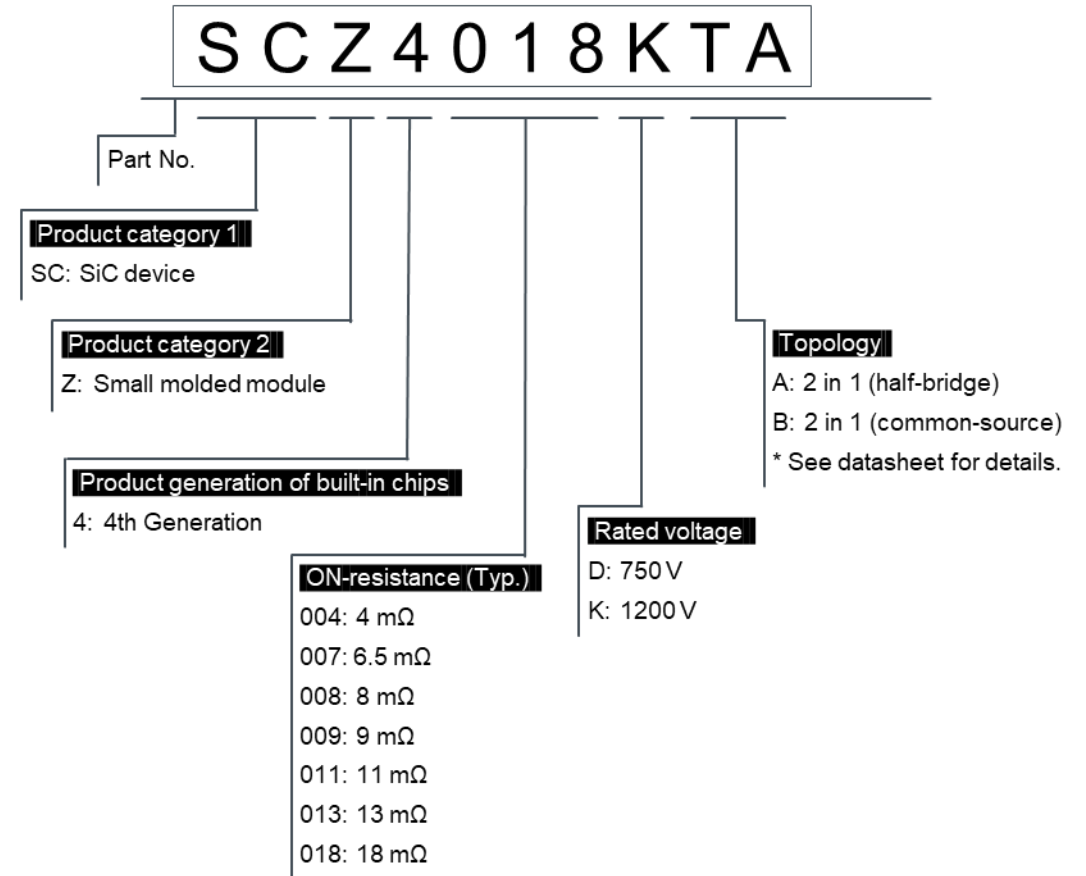 SCZ4018KTA
Part No.
Product category 1
SC: SiC device
Product category 2
Z: Small molded module
Product generation of built-in chips
4: 4th Generation
ON-resistance (Typ.)
004: 4 mΩ
007: 6.5 mΩ
008: 8 mΩ
009: 9 mΩ
011: 11 mΩ
013: 13 mΩ
018: 18 mΩ
Rated voltage
D: 750 V
K: 1200 V
Topology
A: 2 in 1 (half-bridge)
B: 2 in 1 (common-source)
* See datasheet for details.